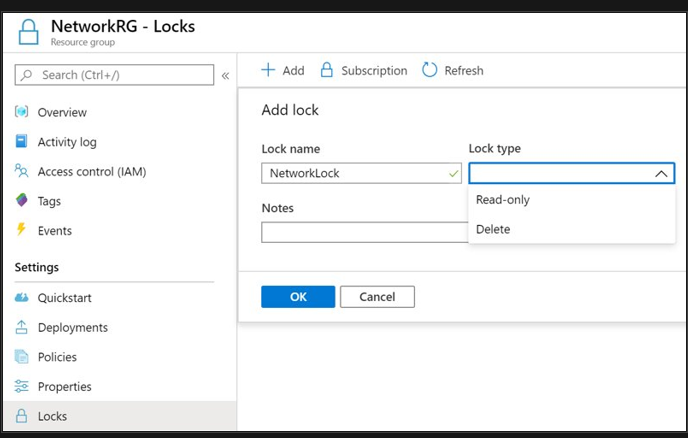 NetworkRG - Locks
Resource group
Search (Ctrl+/)
«
Overview
Activity log
Access control (IAM)
Tags
Events
Settings
Quickstart
Deployments
Policies
Properties
Locks
Add Subscription Refresh
Add lock
Lock name Lock type
NetworkLock
Read-only
Notes
Delete
OK Cancel